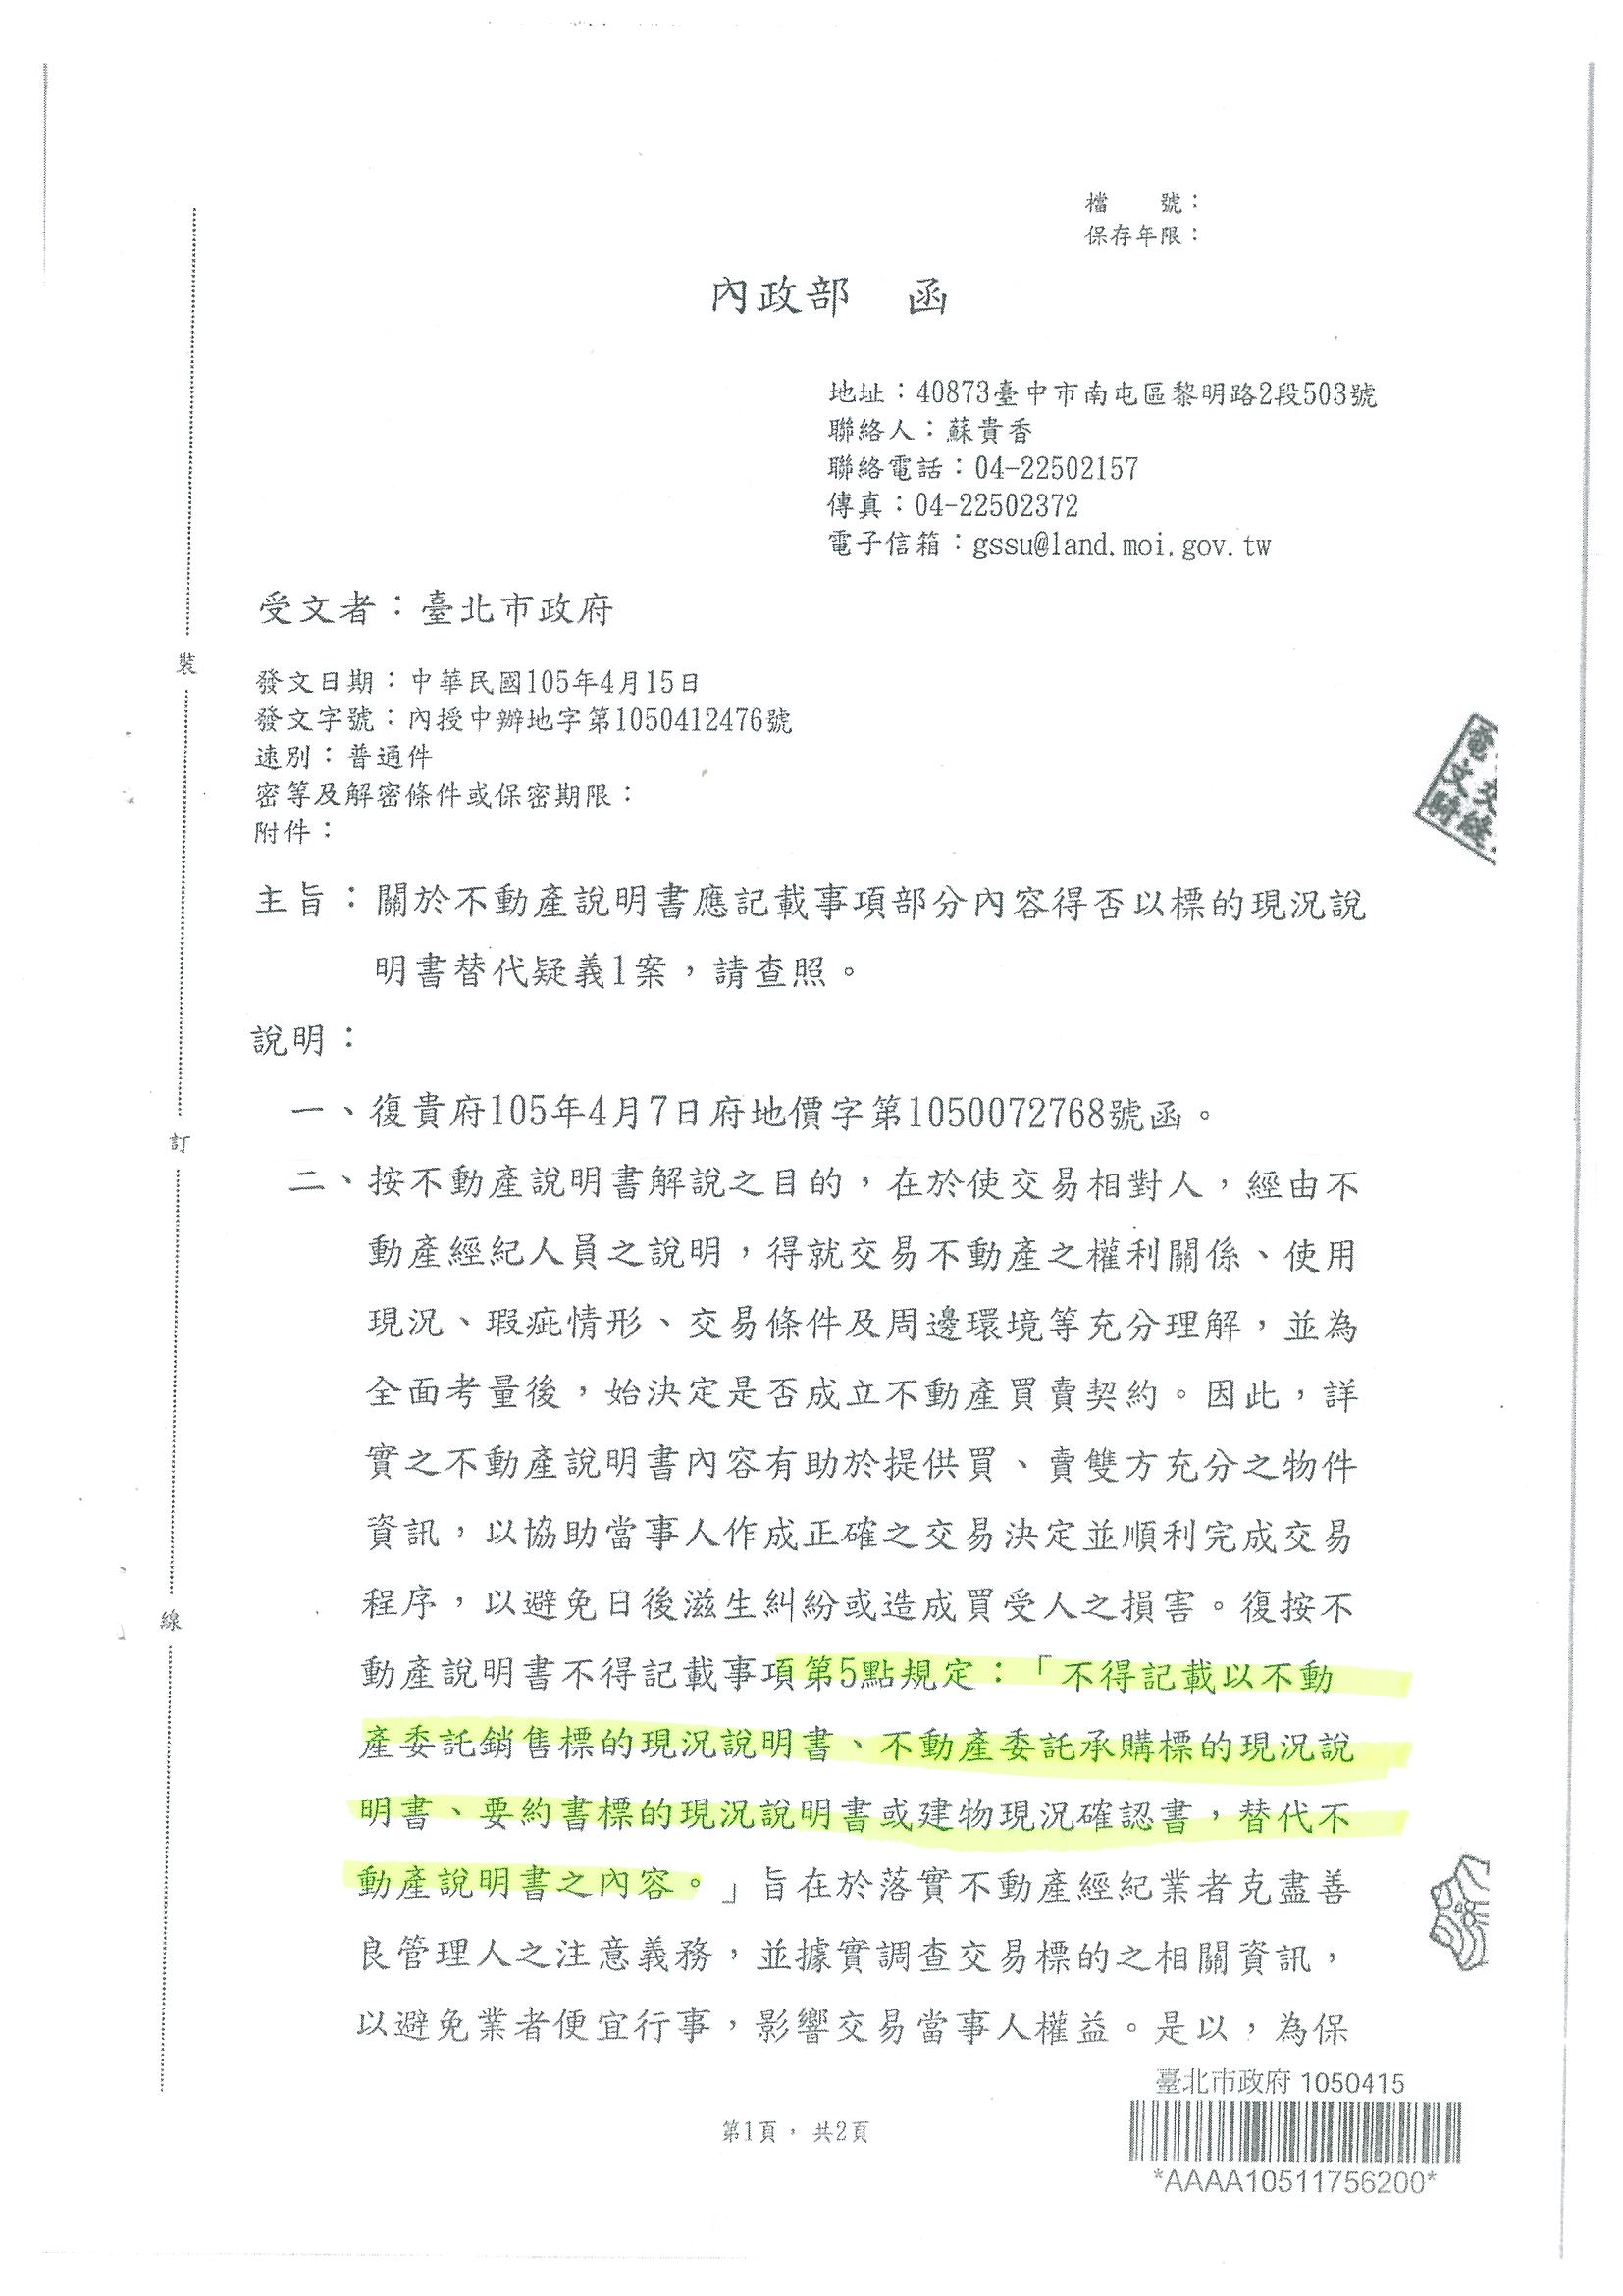 檔　　號：
保存年限：
內政部　函
地址：40873臺中市南屯區黎明路2段503號
聯絡人：蘇貴香
聯絡電話：04-22502157
傳真：04-22502372
電子信箱：gssu@land.moi.gov.tw
受文者：臺北市政府
發文日期：中華民國105年4月15日
發文字號：內授中辦地字第1050412476號
速別：普通件
密等及解密條件或保密期限：
附件：
主旨：關於不動產說明書應記載事項部分內容得否以標的現況說
明書替代疑義1案，請查照。
說明：
一、復貴府105年4月7日府地價字第1050072768號函。
二、按不動產說明書解說之目的，在於使交易相對人，經由不
動產經紀人員之說明，得就交易不動產之權利關係、使用
現況、瑕疵情形、交易條件及周邊環境等充分理解，並為
全面考量後，始決定是否成立不動產買賣契約。因此，詳
實之不動產說明書內容有助於提供買、賣雙方充分之物件
資訊，以協助當事人作成正確之交易決定並順利完成交易
程序，以避免日後滋生糾紛或造成買受人之損害。復按不
動產說明書不得記載事項第5點規定：「不得記載以不動
產委託銷售標的現況說明書、不動產委託承購標的現況說
明書、要約書標的現況說明書或建物現況確認書，替代不
動產說明書之內容。」旨在於落實不動產經紀業者克盡善
良管理人之注意義務，並據實調查交易標的之相關資訊，
以避免業者便宜行事，影響交易當事人權益。是以，為保
臺北市政府 1050415
第1頁， 共2頁
*AAAA10511756200*
裝
訂
線
電
文 交
騎 縫